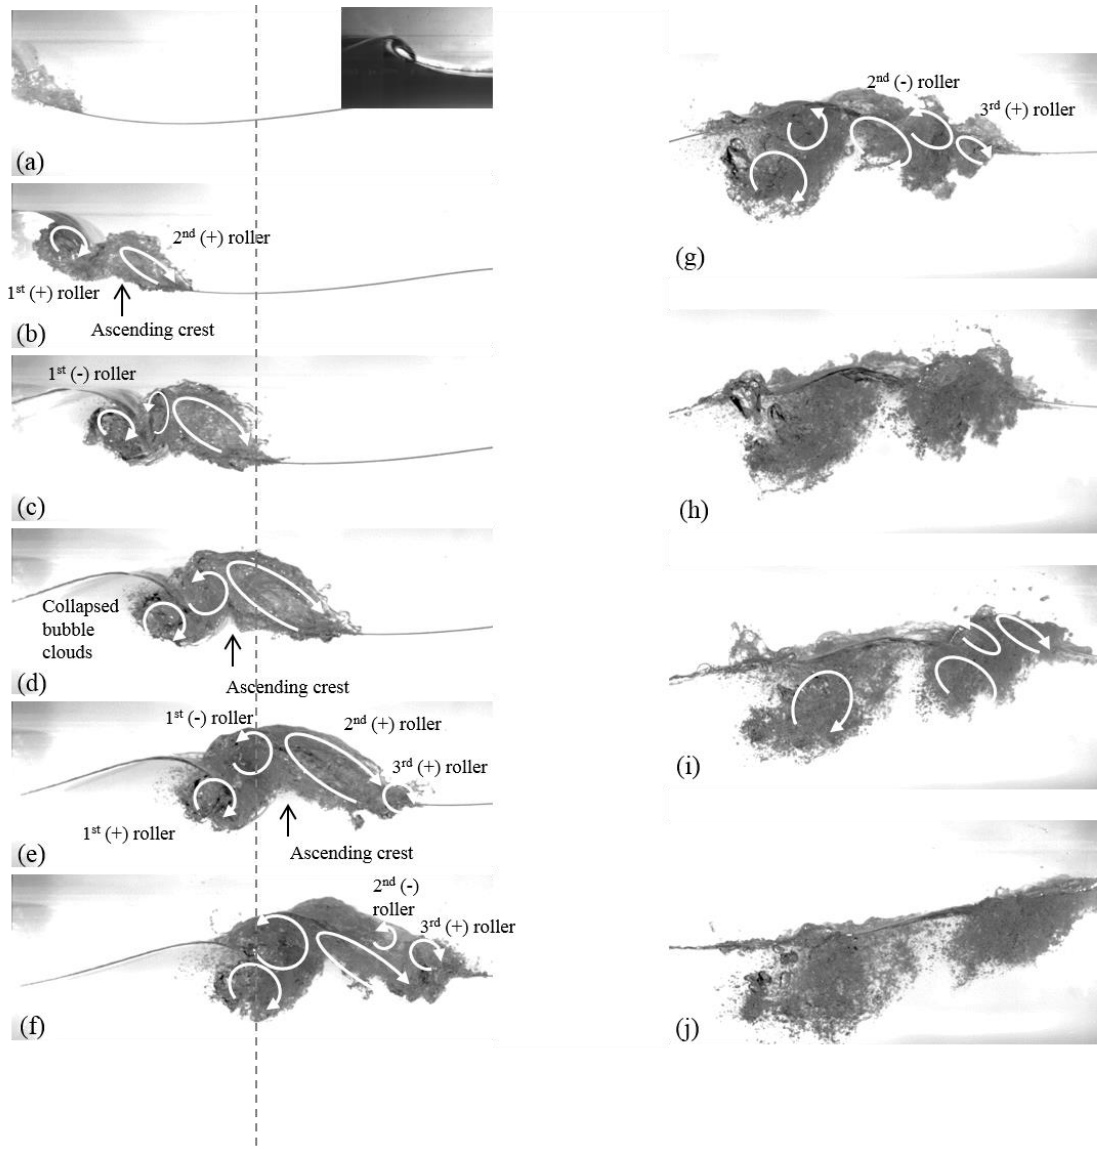 (a)
2nd (+) roller
1st (+) roller
Ascending crest
(b)
1st (-) roller
(c)
Collapsed
bubble
clouds
Ascending crest
(d)
1st (-) roller
2nd (+) roller
3rd (+) roller
1st (+) roller
Ascending crest
(e)
2nd (-)
roller
3rd (+) roller
(f)
2nd (-) roller
3rd (+) roller
(g)
(h)
(i)
(j)